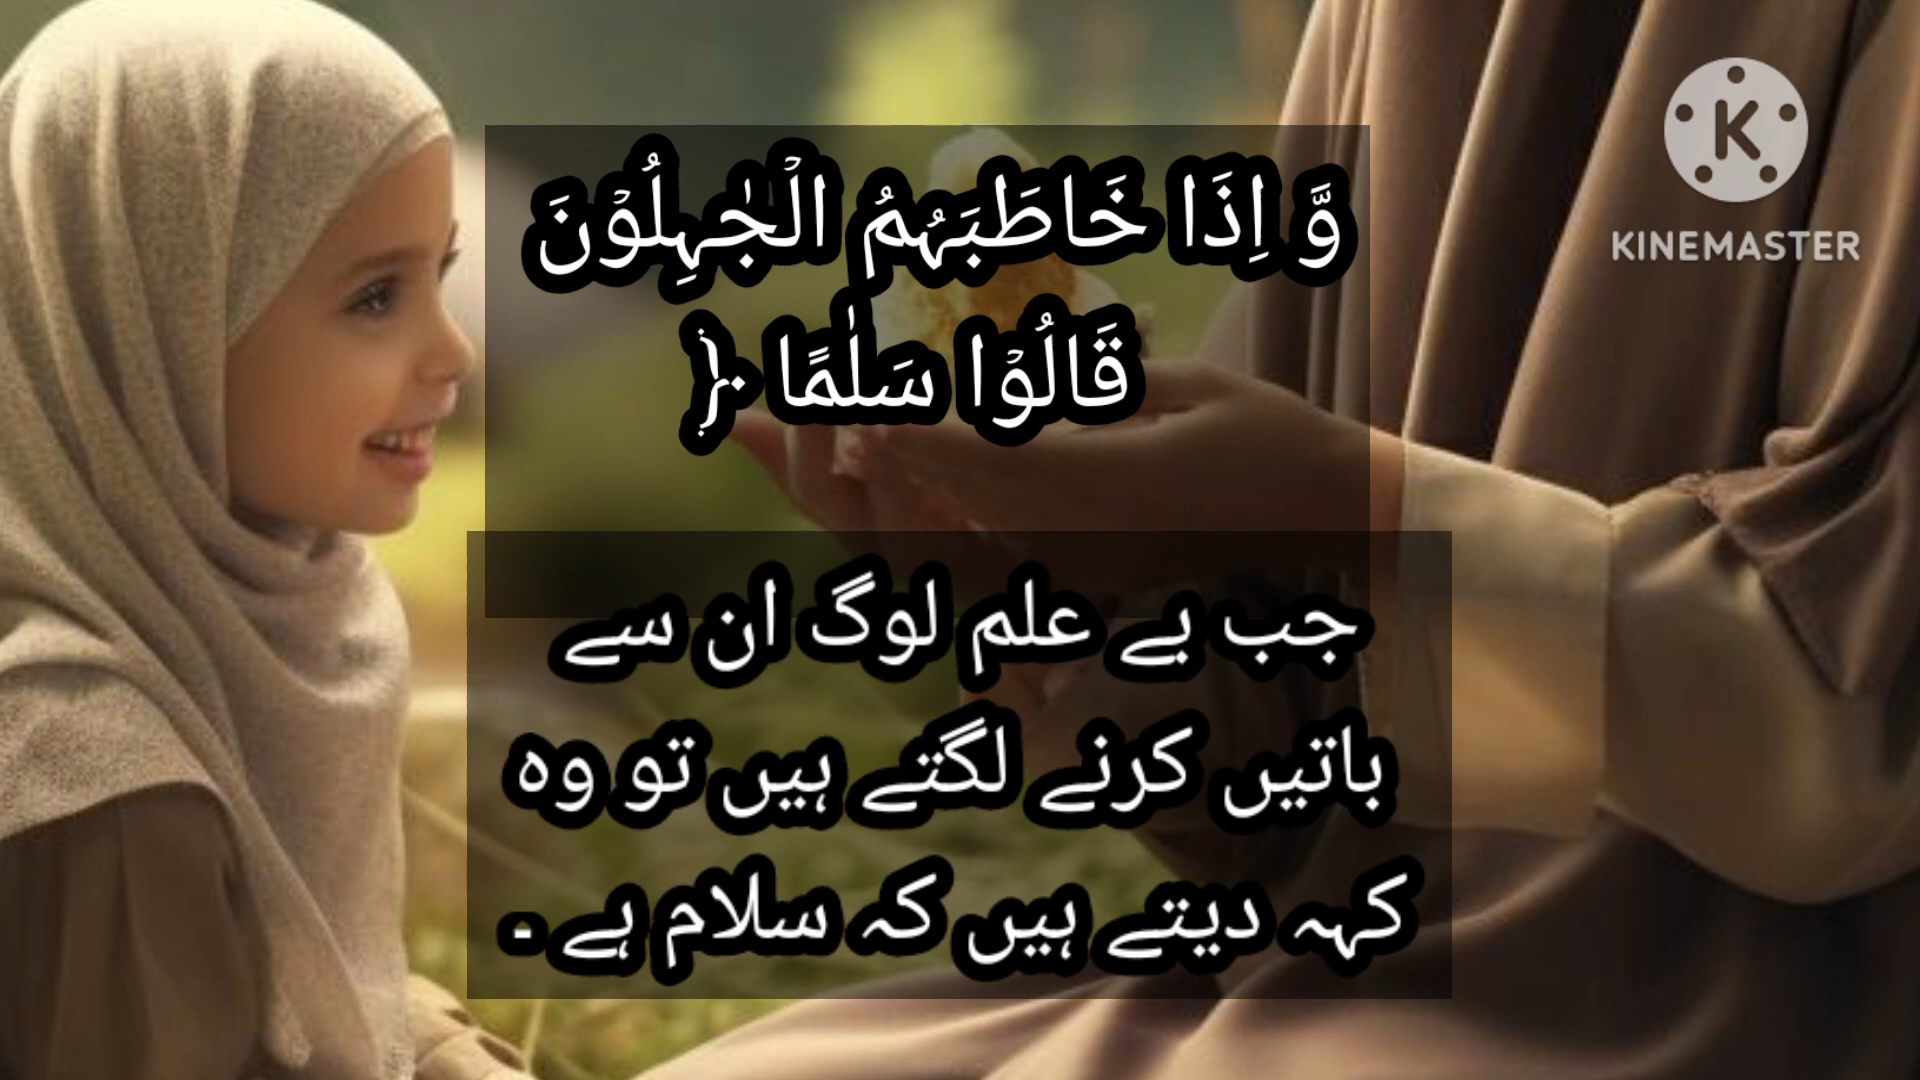 وَّ اِذَا خَاطَبَہُمُ الۡجٰہِلُوۡنَ
قَالُوۡا سَلٰمًا ﴿
جب بے علم لوگ ان سے
باتیں کرنے لگتے ہیں تو وہ
کہہ دیتے ہیں کہ سلام ہے ۔
KINEMASTER